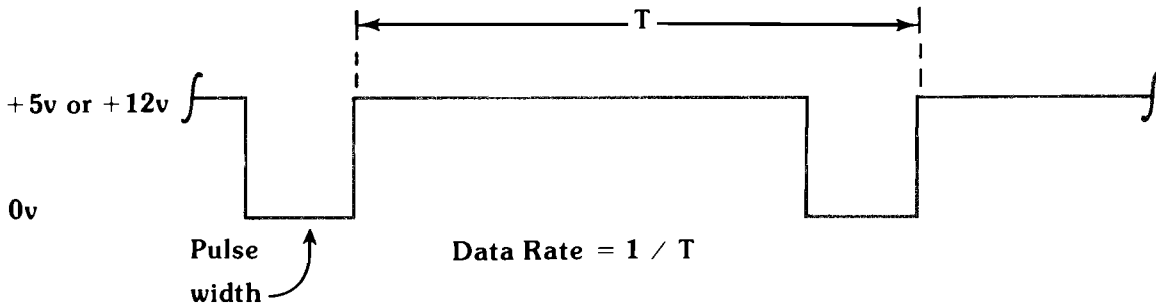 T
+5v or +12v
0v
Pulse
width
Data Rate = 1 / T